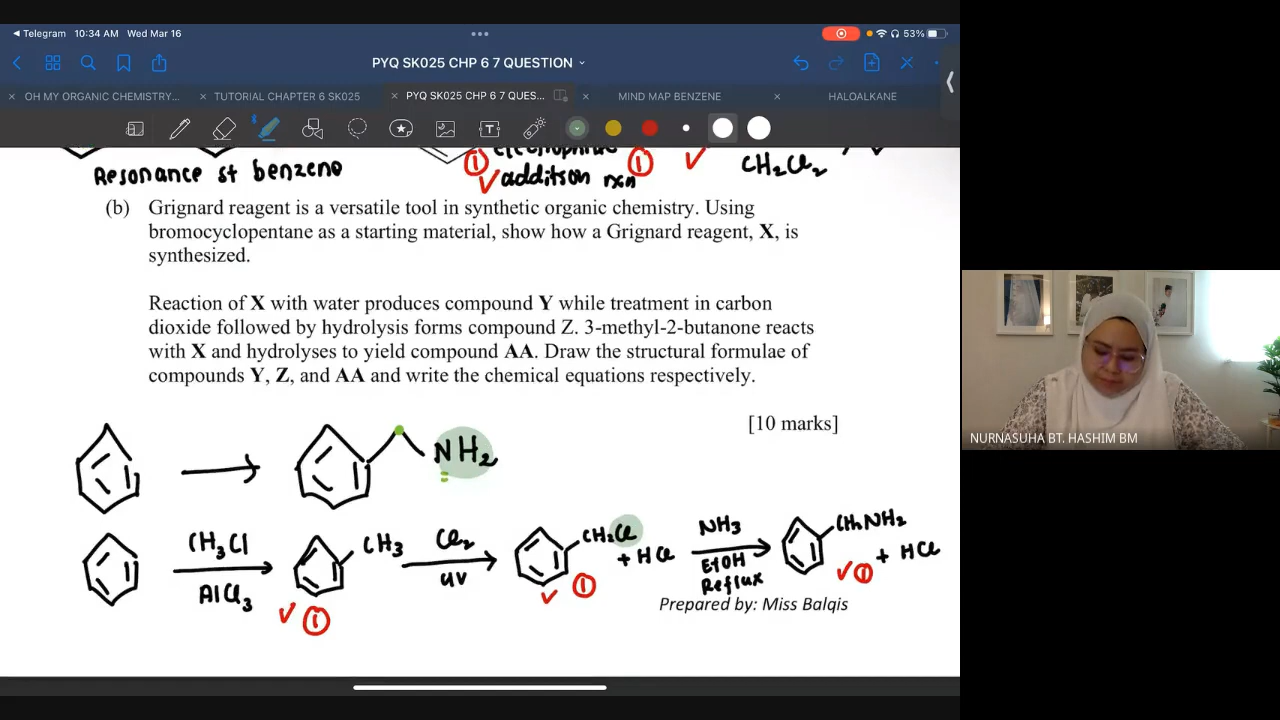 Telegram 10:34 AM Wed Mar 16 53%
PYQ SK025 CHP 6 7 QUESTION
OH MY ORGANIC CHEMISTRY... TUTORIAL CHAPTER 6 SK025 PYQ SK025 CHP 6 7 QUES... MIND MAP BENZENE HALOALKANE
Resonance st benzene
1 addition rxn 1
CH2Cl2
(b) Grignard reagent is a versatile tool in synthetic organic chemistry. Using
bromocyclopentane as a starting material, show how a Grignard reagent, X, is
synthesized.
Reaction of X with water produces compound Y while treatment in carbon
dioxide followed by hydrolysis forms compound Z. 3-methyl-2-butanone reacts
with X and hydrolyses to yield compound AA. Draw the structural formulae of
compounds Y, Z, and AA and write the chemical equations respectively.
[10 marks]
NH2
CH3Cl
AlCl3
CH3
1
Cl2
uv
CH2Cl
+ HCl
1
NH3
EtOH
Reflux
CH2NH2
+ HCl
1
Prepared by: Miss Balqis
NURNASUHA BT. HASHIM BM